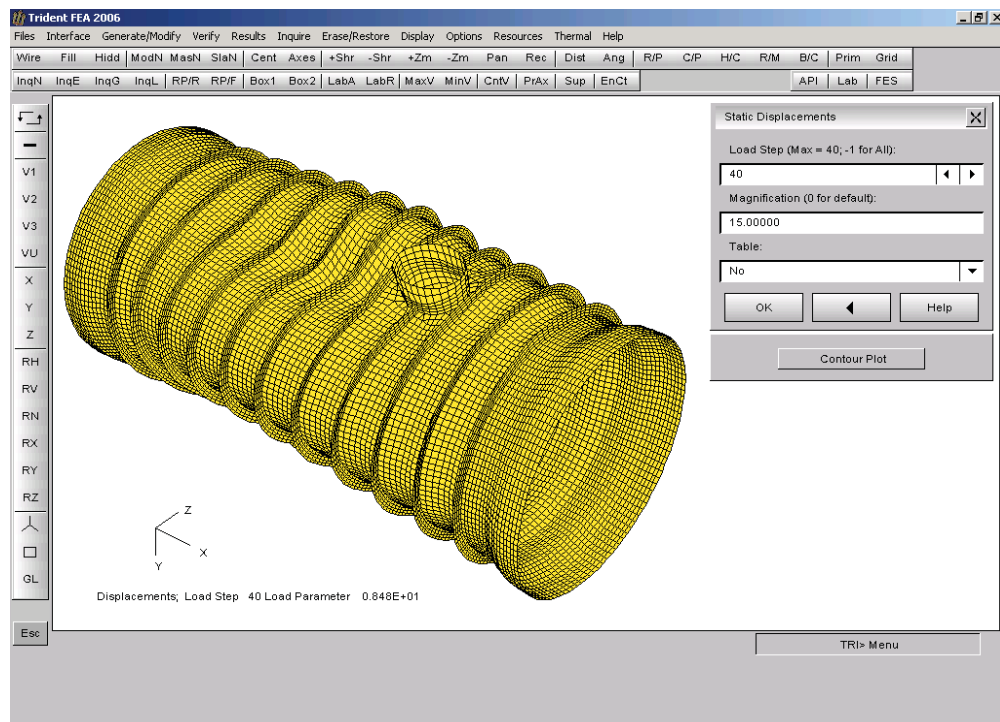 Trident FEA 2006
Files Interface Generate/Modify Verify Results Inquire Erase/Restore Display Options Resources Thermal Help
Wire Fill Hidd ModN MasN SlaN Cent Axes +Shr -Shr +Zm -Zm Pan Rec Dist Ang R/P C/P H/C R/M B/C Prim Grid
InqN InqE InqG InqL RP/R RP/F Box1 Box2 LabA LabR MaxV MinV CntV PrAx Sup EnCt API Lab FES
V1
V2
V3
VU
X
Y
Z
RH
RV
RN
RX
RY
RZ
GL
Esc
Static Displacements
Load Step (Max = 40; -1 for All):
40
Magnification (0 for default):
15.00000
Table:
No
OK Help
Contour Plot
Z
X
Y
Displacements; Load Step 40 Load Parameter 0.848E+01
TRI> Menu